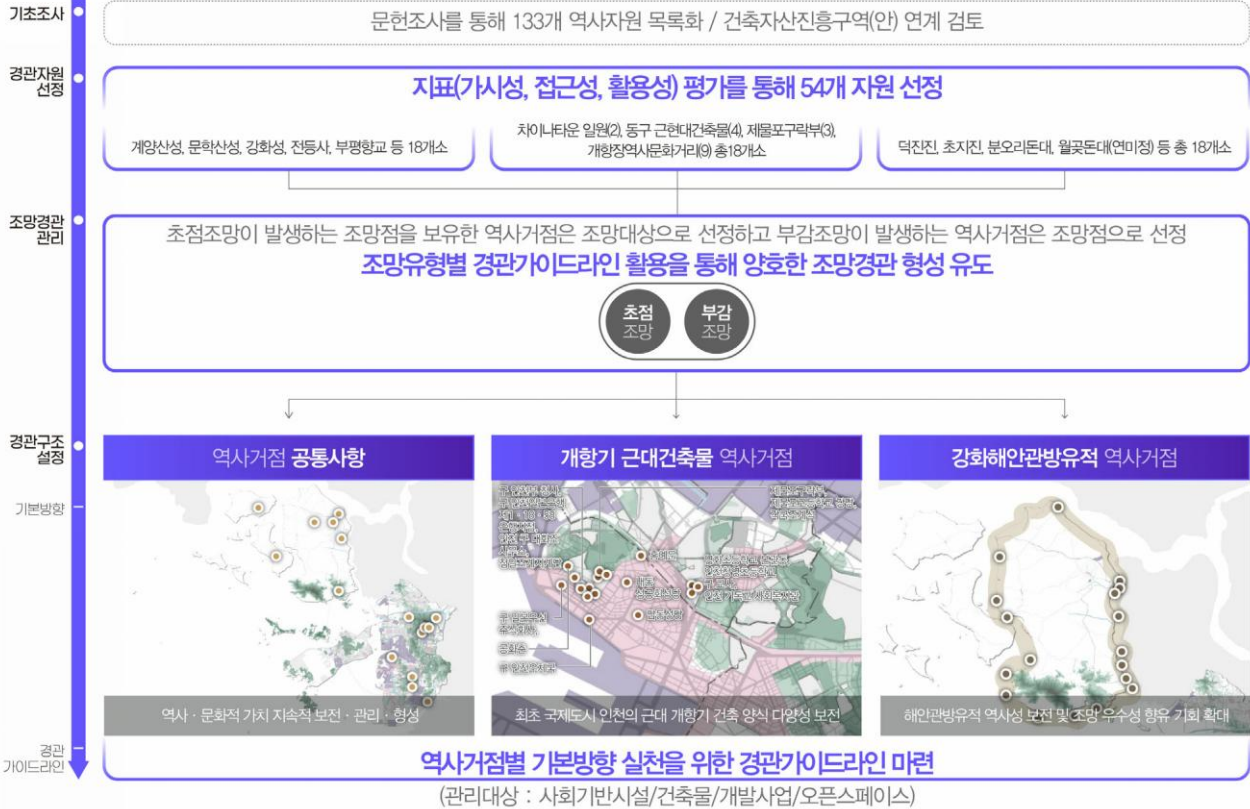 기초조사
문헌조사를 통해 133개 역사자원 목록화 / 건축자산진흥구역(안) 연계 검토
경관자원
선정
지표(가시성, 접근성, 활용성) 평가를 통해 54개 자원 선정
계양산성, 문학산성, 강화성, 전등사, 부평향교 등 18개소
차이나타운 일원(2), 동구 근현대건축물(4), 제물포구락부(3),
개항장역사문화거리(9) 총18개소
덕진진, 초지진, 분오리돈대, 월곶돈대(연미정) 등 총 18개소
조망경관
관리
초점조망이 발생하는 조망점을 보유한 역사거점은 조망대상으로 선정하고 부감조망이 발생하는 역사거점은 조망점으로 선정
조망유형별 경관가이드라인 활용을 통해 양호한 조망경관 형성 유도
초점
조망
부감
조망
경관구조
설정
역사거점 공통사항
개항기 근대건축물 역사거점
강화해안관방유적 역사거점
기본방향
역사 · 문화적 가치 지속적 보전 · 관리 · 형성
최초 국제도시 인천의 근대 개항기 건축 양식 다양성 보전
해안관방유적 역사성 보전 및 조망 우수성 향유 기회 확대
경관
가이드라인
역사거점별 기본방향 실천을 위한 경관가이드라인 마련
(관리대상 : 사회기반시설/건축물/개발사업/오픈스페이스)